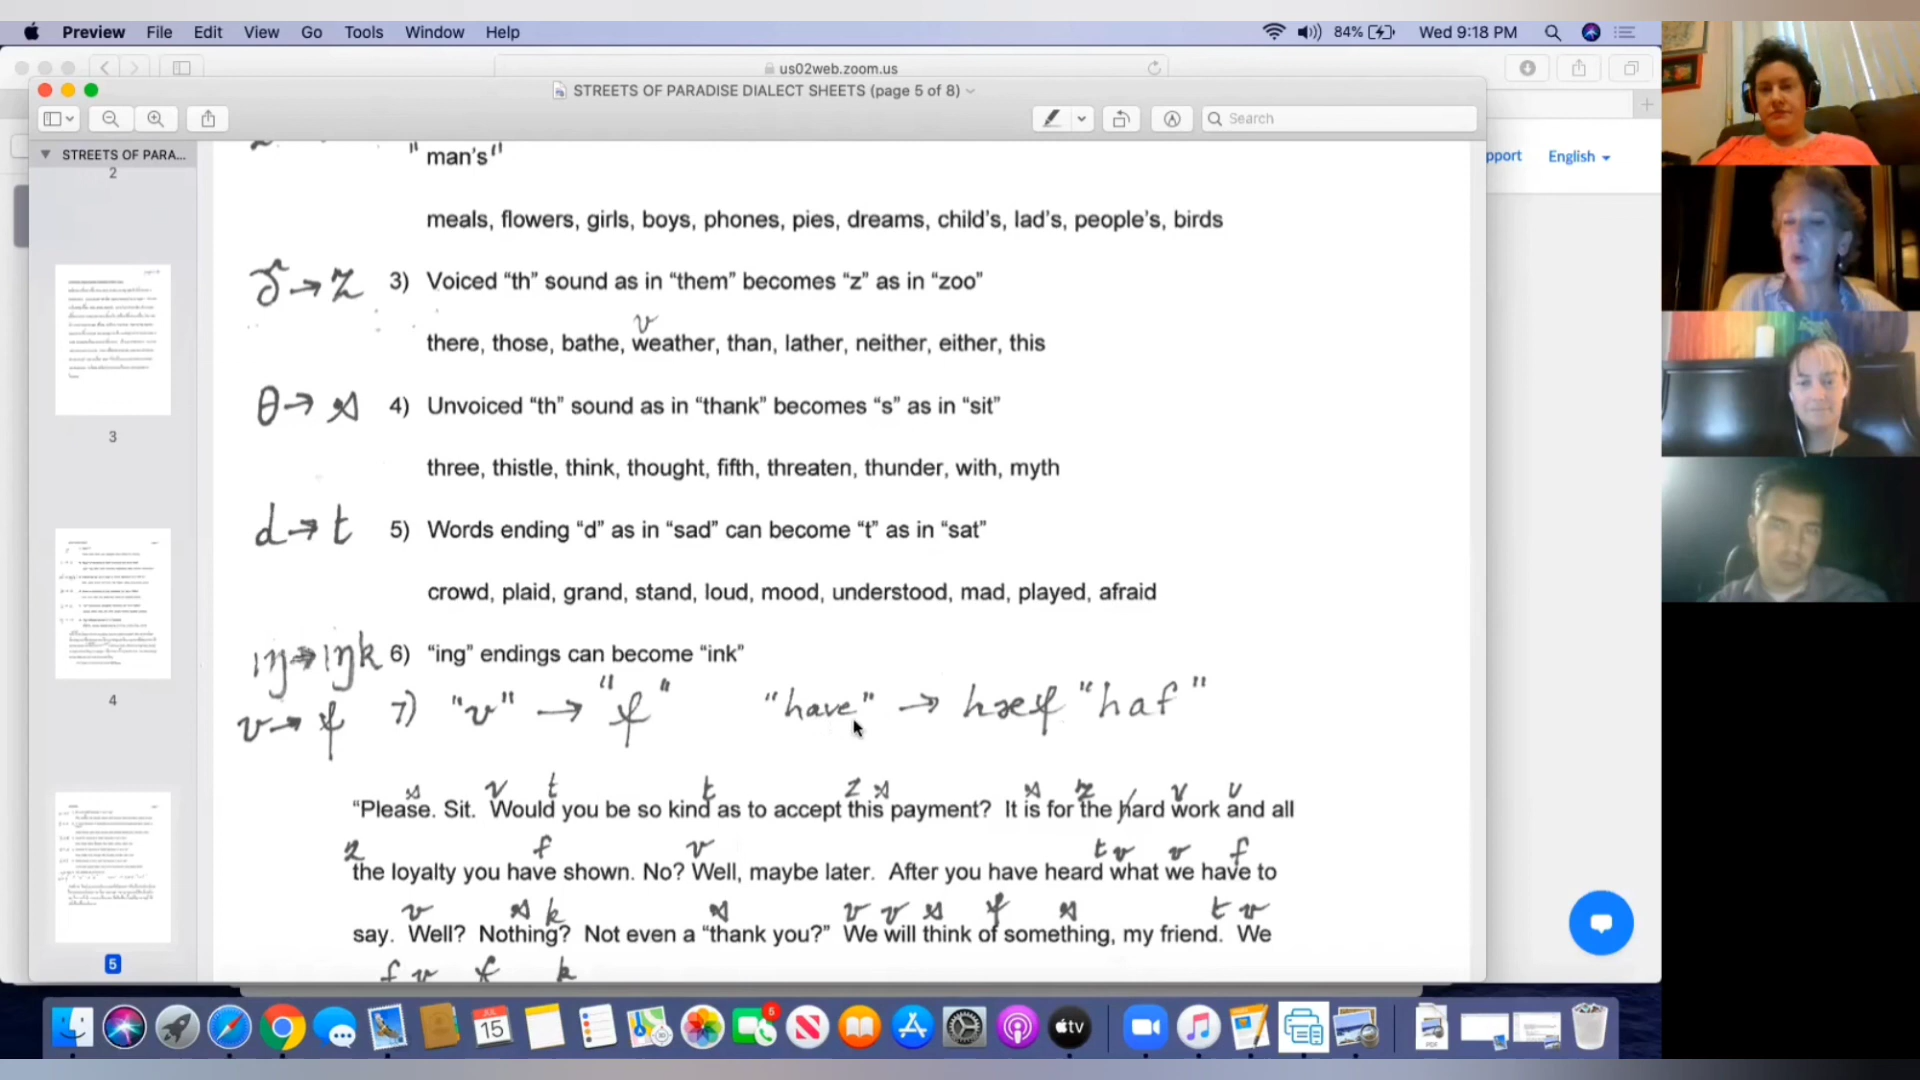 Preview File Edit View Go Tools Window Help 84% Wed 9:18 PM
us02web.zoom.us
STREETS OF PARADISE DIALECT SHEETS (page 5 of 8)
Search
STREETS OF PARA...
pport English
2
3
4
5
"man's"
meals, flowers, girls, boys, phones, pies, dreams, child's, lad's, people's, birds
ð→z 3) Voiced “th” sound as in “them” becomes “z” as in “zoo”
v
there, those, bathe, weather, than, lather, neither, either, this
θ→s 4) Unvoiced “th” sound as in “thank” becomes “s” as in “sit”
three, thistle, think, thought, fifth, threaten, thunder, with, myth
d→t 5) Words ending “d” as in “sad” can become “t” as in “sat”
crowd, plaid, grand, stand, loud, mood, understood, mad, played, afraid
ɪŋ→ɪŋk 6) “ing” endings can become “ink”
v→f 7) "v" → "f" "have" → hæf "haf"
s v t t z s s z v v
“Please. Sit. Would you be so kind as to accept this payment? It is for the hard work and all
z f v t v v f
the loyalty you have shown. No? Well, maybe later. After you have heard what we have to
v s k s v v s f s t v
say. Well? Nothing? Not even a “thank you?” We will think of something, my friend. We
f v f k
JUL
15
5
tv
PDF